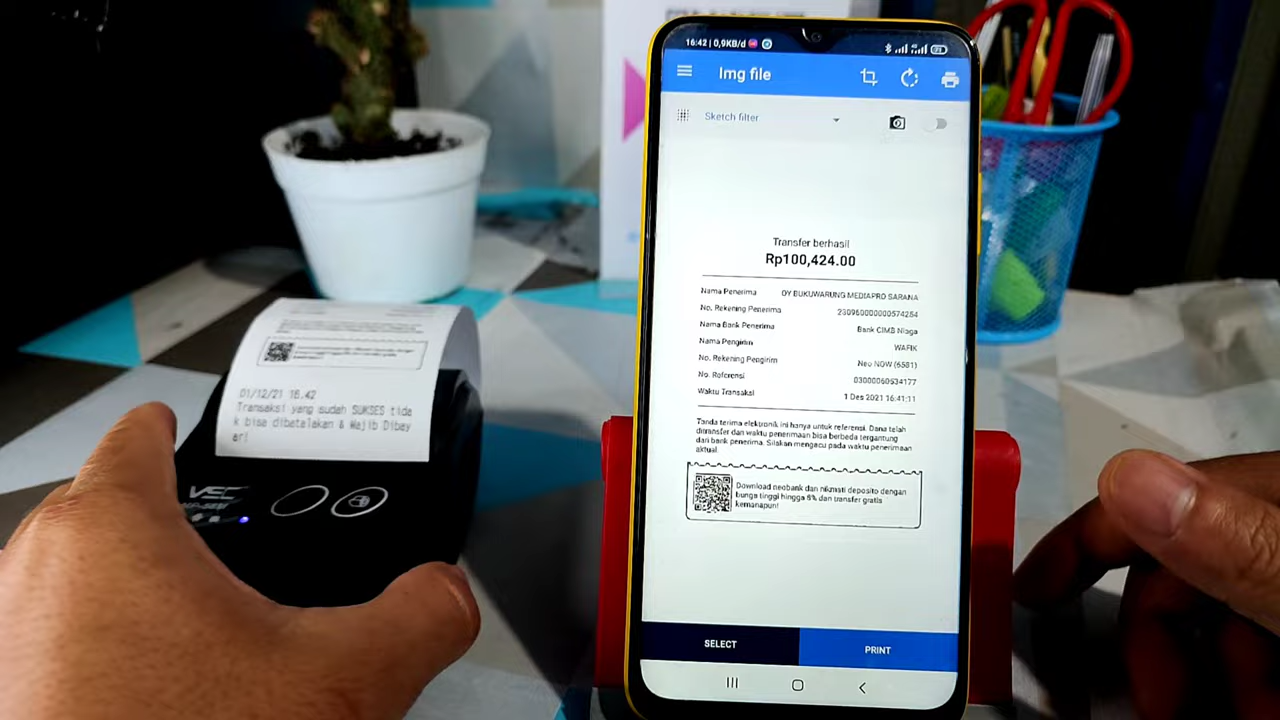 16:42 | 0,9KB/d
Img file
Sketch filter
Transfer berhasil
Rp100,424.00
Nama Penerima OY BUKUWARUNG MEDIAPRO SARANA
No. Rekening Penerima
Nama Bank Penerima Bank CIMB Niaga
Nama Pengirim WAFIK
No. Rekening Pengirim Neo NOW (6581)
No. Referensi 03000060534177
Waktu Transaksi 1 Des 2021 16:41:11
Tanda terima elektronik ini hanya untuk referensi. Dana telah
ditransfer dan waktu penerimaan bisa berbeda tergantung
dari bank penerima. Silakan mengacu pada waktu penerimaan
aktual.
Download neobank dan nikmati deposito dengan
bunga tinggi hingga 8% dan transfer gratis
kemanapun!
SELECT
PRINT
01/12/21 16.42
Transaksi yang sudah SUKSES tida
k bisa dibatalakan & Wajib Dibay
ar!
VSC